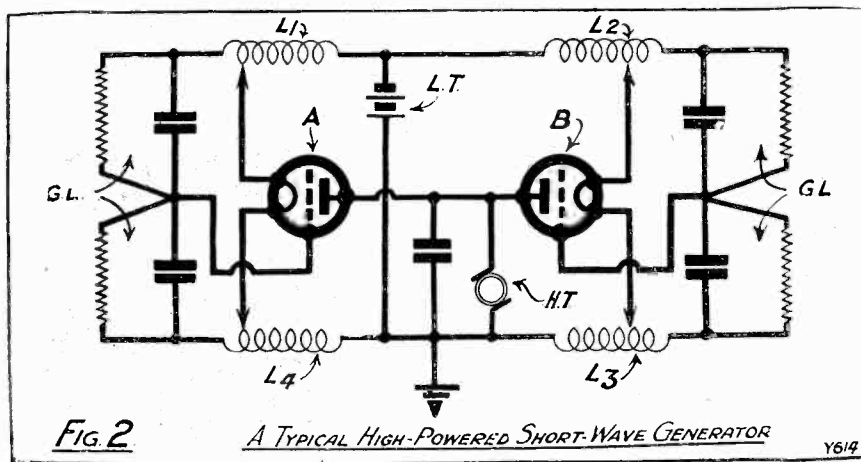 L1
L2
L.T.
A
B
G.L.
G.L.
H.T.
L4
L3
FIG. 2
A TYPICAL HIGH-POWERED SHORT-WAVE GENERATOR
Y614